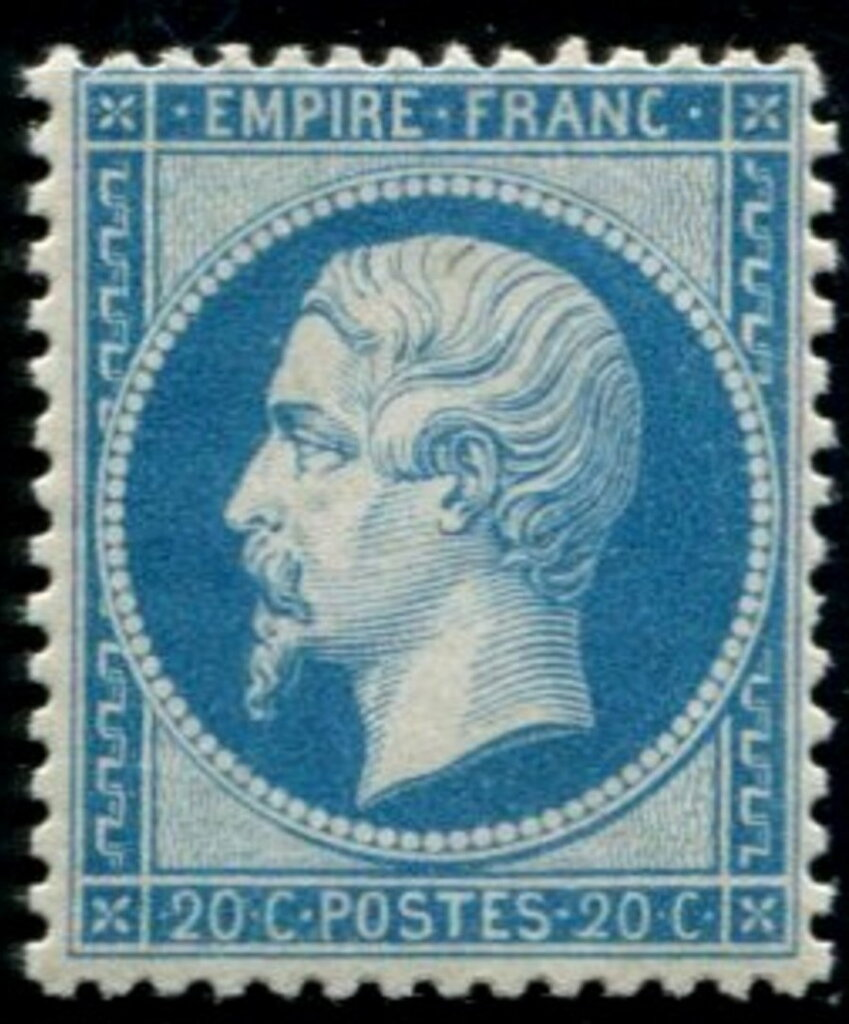 · EMPIRE · FRANC ·
· 20 · C · POSTES · 20 · C ·